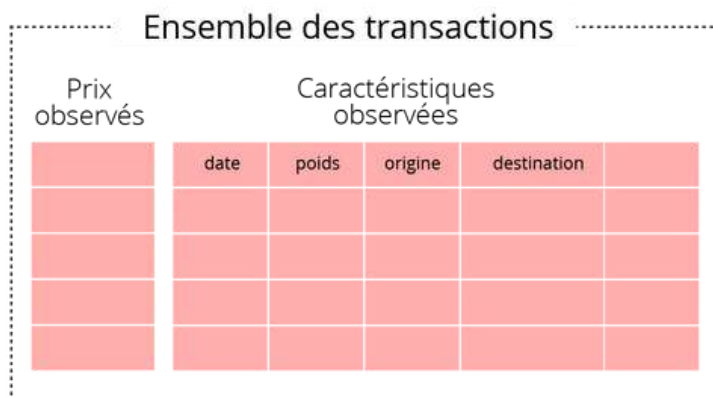 Ensemble des transactions
Prix
observés
Caractéristiques
observées
date poids origine destination